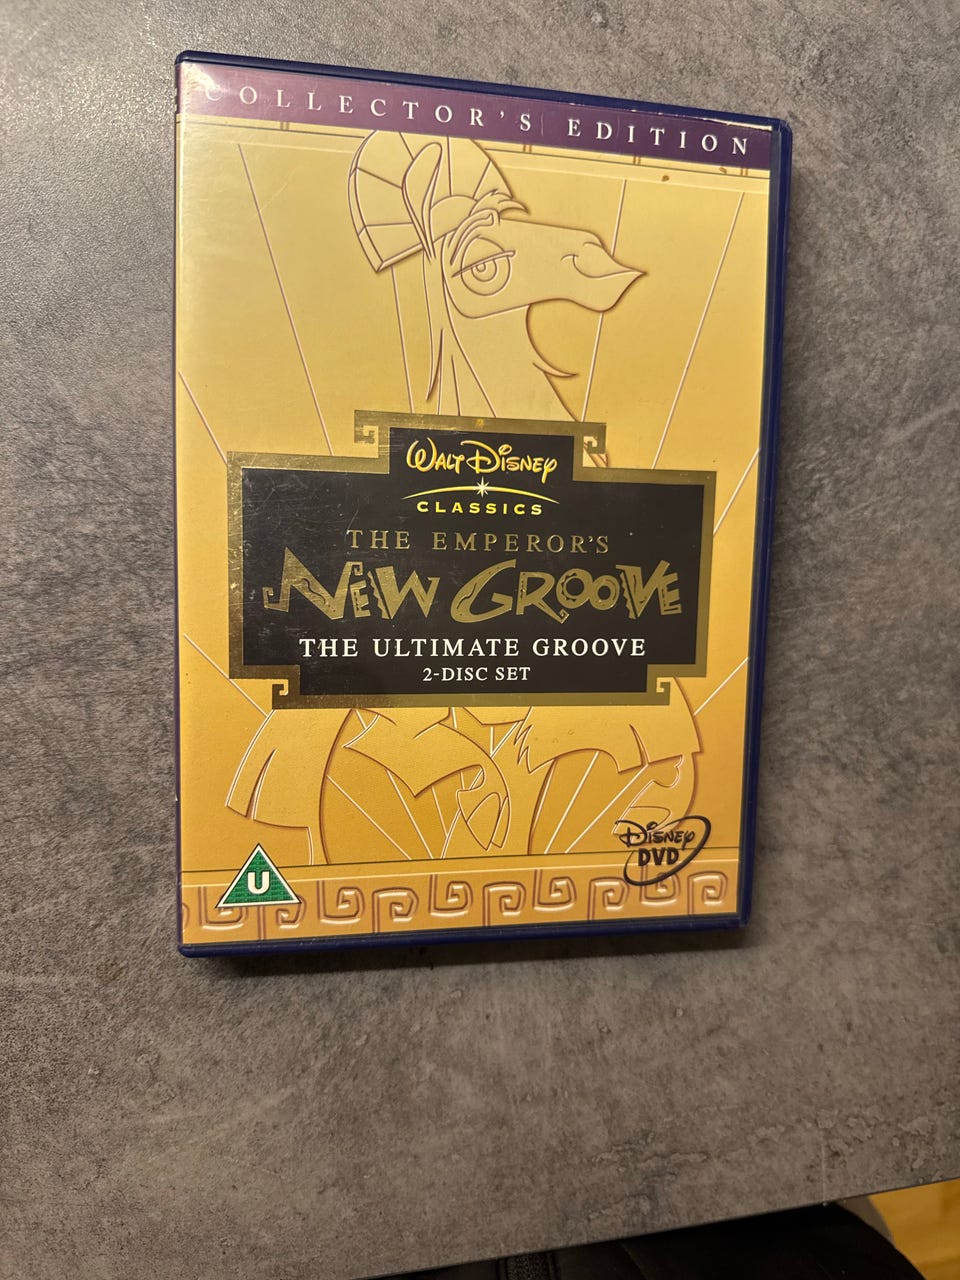 COLLECTOR'S EDITION
WALT DISNEY
CLASSICS
THE EMPEROR'S
NEW GROOVE
THE ULTIMATE GROOVE
2-DISC SET
DISNEY
DVD
U